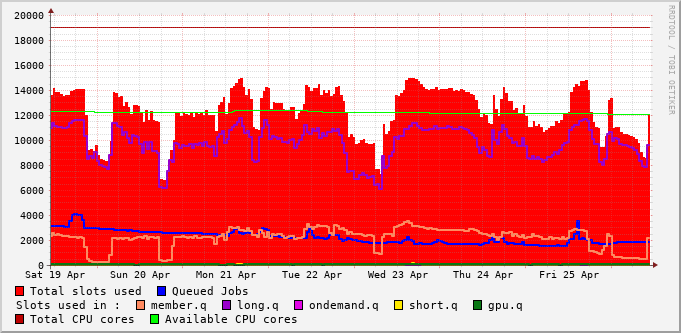 20000
18000
16000
14000
12000
10000
8000
6000
4000
2000
0
Sat 19 Apr Sun 20 Apr Mon 21 Apr Tue 22 Apr Wed 23 Apr Thu 24 Apr Fri 25 Apr
Total slots used Queued Jobs
Slots used in : member.q long.q ondemand.q short.q gpu.q
Total CPU cores Available CPU cores
RRDTOOL / TOBI OETIKER